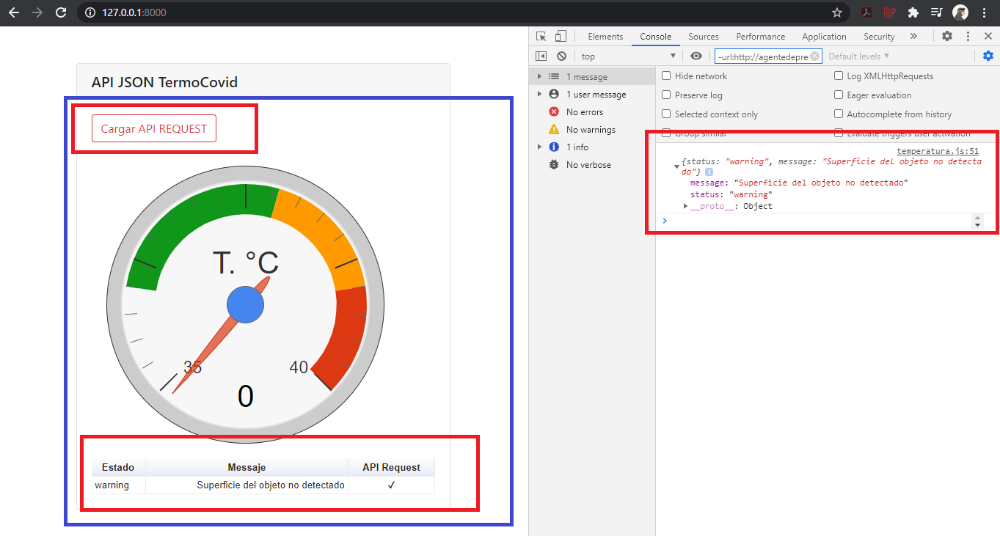 127.0.0.1:8000
Elements Console Sources Performance Application Security »
top -url:http://agentedepre Default levels ▼
1 message
1 user message
No errors
No warnings
1 info
No verbose
Hide network Log XMLHttpRequests
Preserve log Eager evaluation
Selected context only Autocomplete from history
Group similar Evaluate triggers user activation
temperatura.js:51
{status: "warning", message: "Superficie del objeto no detecta
do"} i
message: "Superficie del objeto no detectado"
status: "warning"
__proto__: Object
API JSON TermoCovid
Cargar API REQUEST
T. °C
35 40
0
Estado Messaje API Request
warning Superficie del objeto no detectado ✓